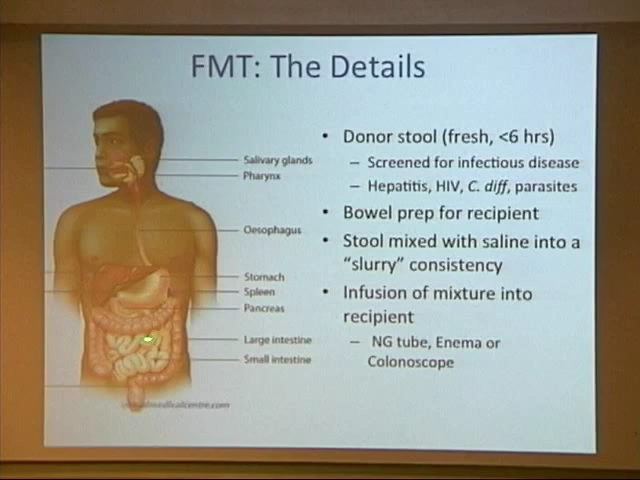 FMT: The Details
• Donor stool (fresh, <6 hrs)
– Screened for infectious disease
– Hepatitis, HIV, C. diff, parasites
• Bowel prep for recipient
• Stool mixed with saline into a
"slurry" consistency
• Infusion of mixture into
recipient
– NG tube, Enema or
Colonoscope
Salivary glands
Pharynx
Oesophagus
Stomach
Spleen
Pancreas
Large intestine
Small intestine